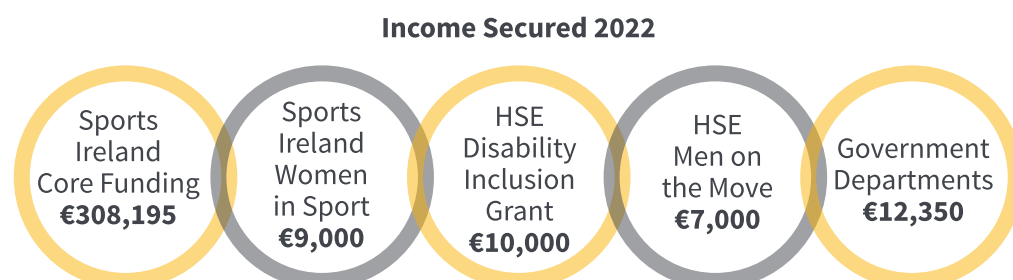 Income Secured 2022
Sports
Ireland
Core Funding
€308,195
Sports
Ireland
Women
in Sport
€9,000
HSE
Disability
Inclusion
Grant
€10,000
HSE
Men on
the Move
€7,000
Government
Departments
€12,350